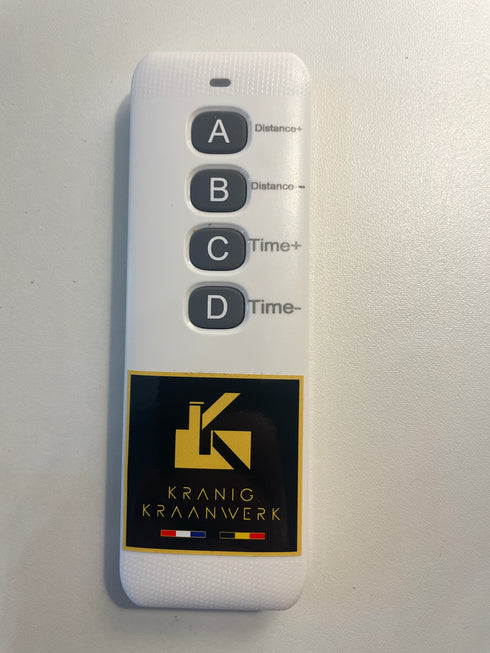 A Distance+
B Distance-
C Time+
D Time-
KRANIG
KRAANWERK